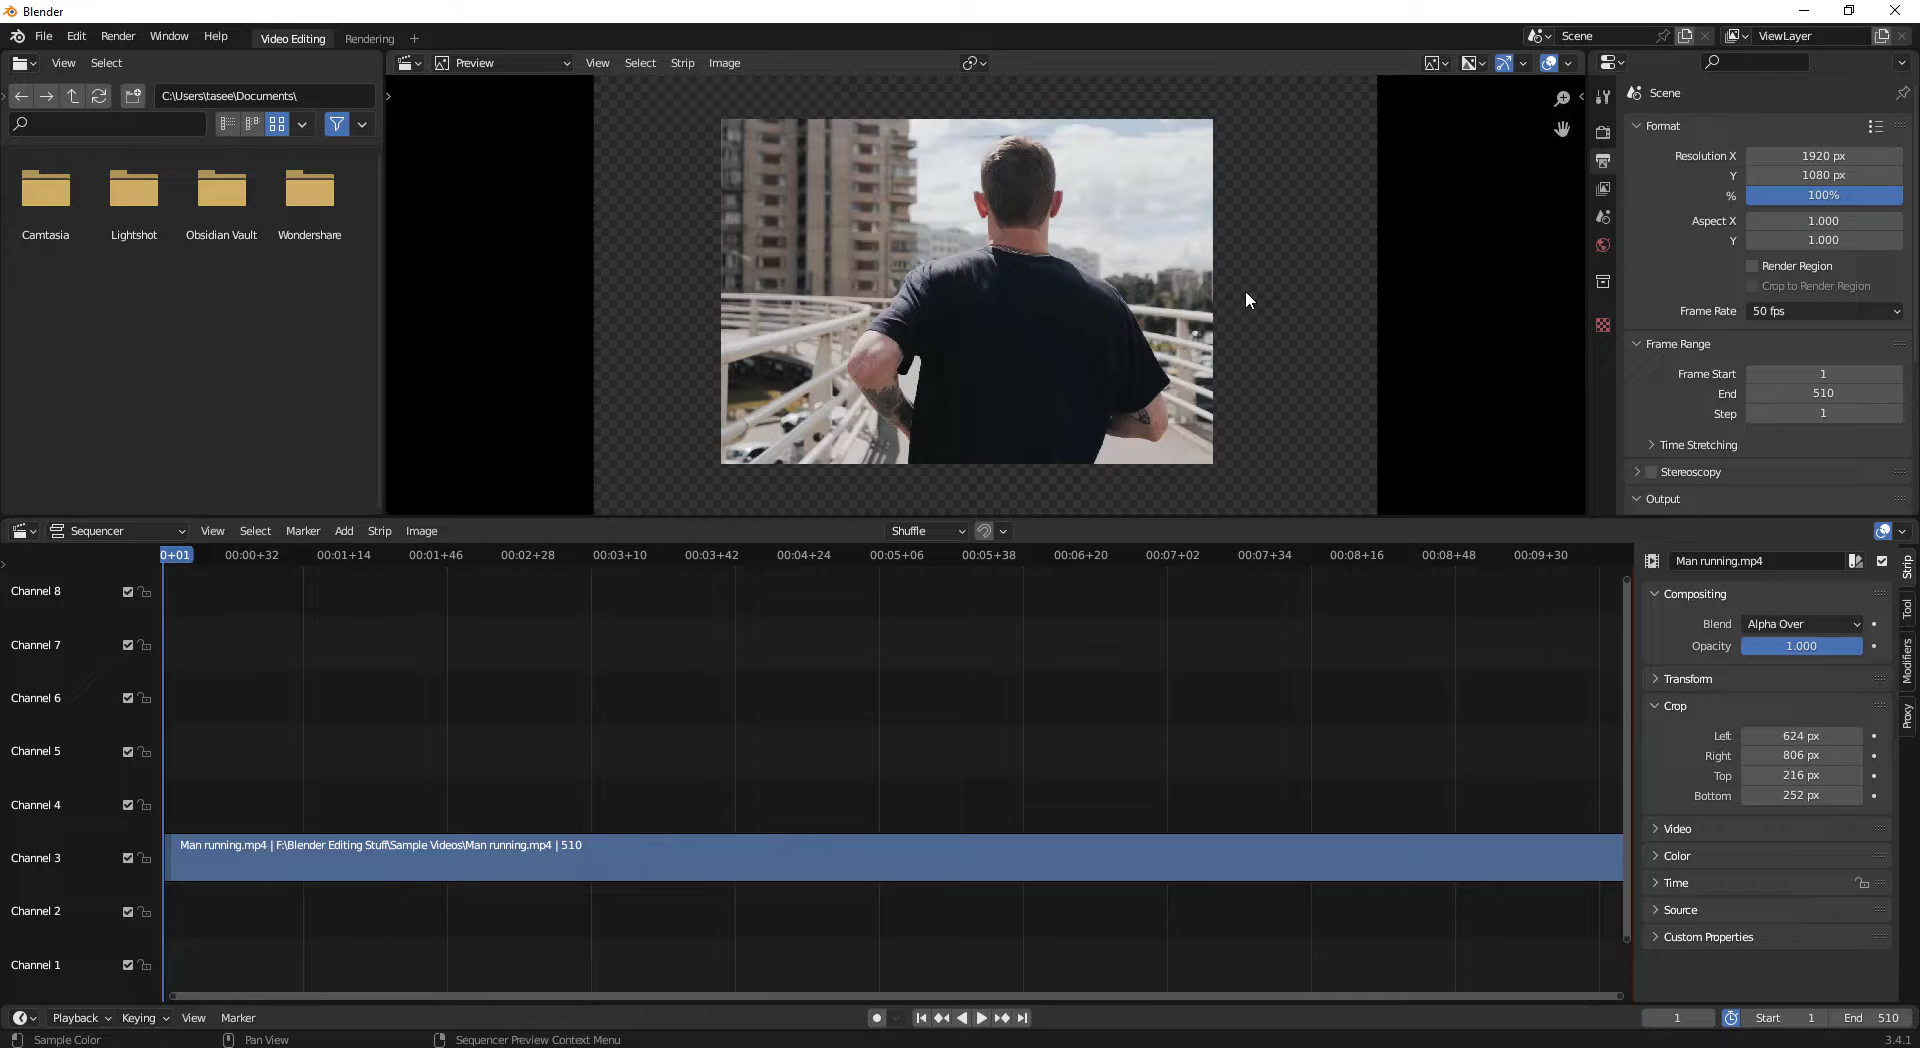 Blender
File Edit Render Window Help Video Editing Rendering + Scene ViewLayer
View Select Preview View Select Strip Image
C:\Users\tasee\Documents\
Camtasia Lightshot Obsidian Vault Wondershare
Scene
Format
Resolution X 1920 px
Y 1080 px
% 100%
Aspect X 1.000
Y 1.000
Render Region
Crop to Render Region
Frame Rate 50 fps
Frame Range
Frame Start 1
End 510
Step 1
Time Stretching
Stereoscopy
Output
Sequencer View Select Marker Add Strip Image Shuffle
0+01 00:00+32 00:01+14 00:01+46 00:02+28 00:03+10 00:03+42 00:04+24 00:05+06 00:05+38 00:06+20 00:07+02 00:07+34 00:08+16 00:08+48 00:09+30
Channel 8
Channel 7
Channel 6
Channel 5
Channel 4
Channel 3
Channel 2
Channel 1
Man running.mp4 | F:\Blender Editing Stuff\Sample Videos\Man running.mp4 | 510
Man running.mp4
Compositing
Blend Alpha Over
Opacity 1.000
Transform
Crop
Left 624 px
Right 806 px
Top 216 px
Bottom 252 px
Video
Color
Time
Source
Custom Properties
Strip
Tool
Modifiers
Proxy
Playback Keying View Marker 1 Start 1 End 510
Sample Color Pan View Sequencer Preview Context Menu 3.4.1